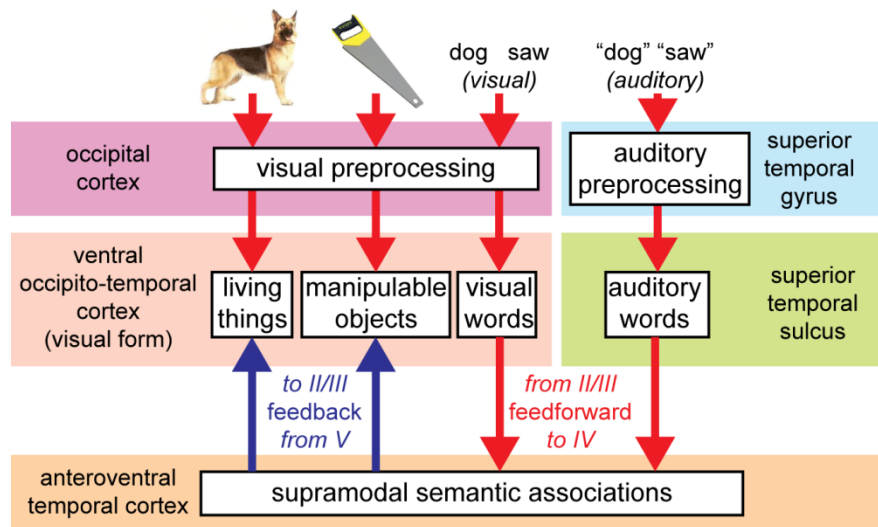 dog saw
(visual)
“dog” “saw”
(auditory)
occipital
cortex
visual preprocessing
auditory
preprocessing
superior
temporal
gyrus
ventral
occipito-temporal
cortex
(visual form)
living
things
manipulable
objects
visual
words
auditory
words
superior
temporal
sulcus
to II/III
feedback
from V
from II/III
feedforward
to IV
anteroventral
temporal cortex
supramodal semantic associations